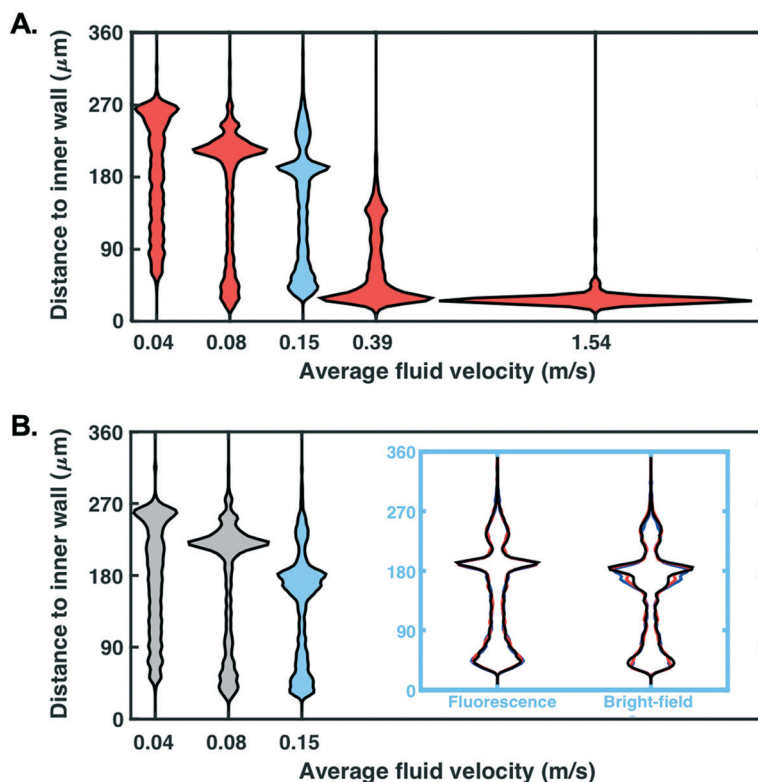 A.
360
270
180
90
0
Distance to inner wall (μm)
0.04 0.08 0.15 0.39 1.54
Average fluid velocity (m/s)
B.
360
270
180
90
0
Distance to inner wall (μm)
360
270
180
90
0
Fluorescence Bright-field
0.04 0.08 0.15
Average fluid velocity (m/s)